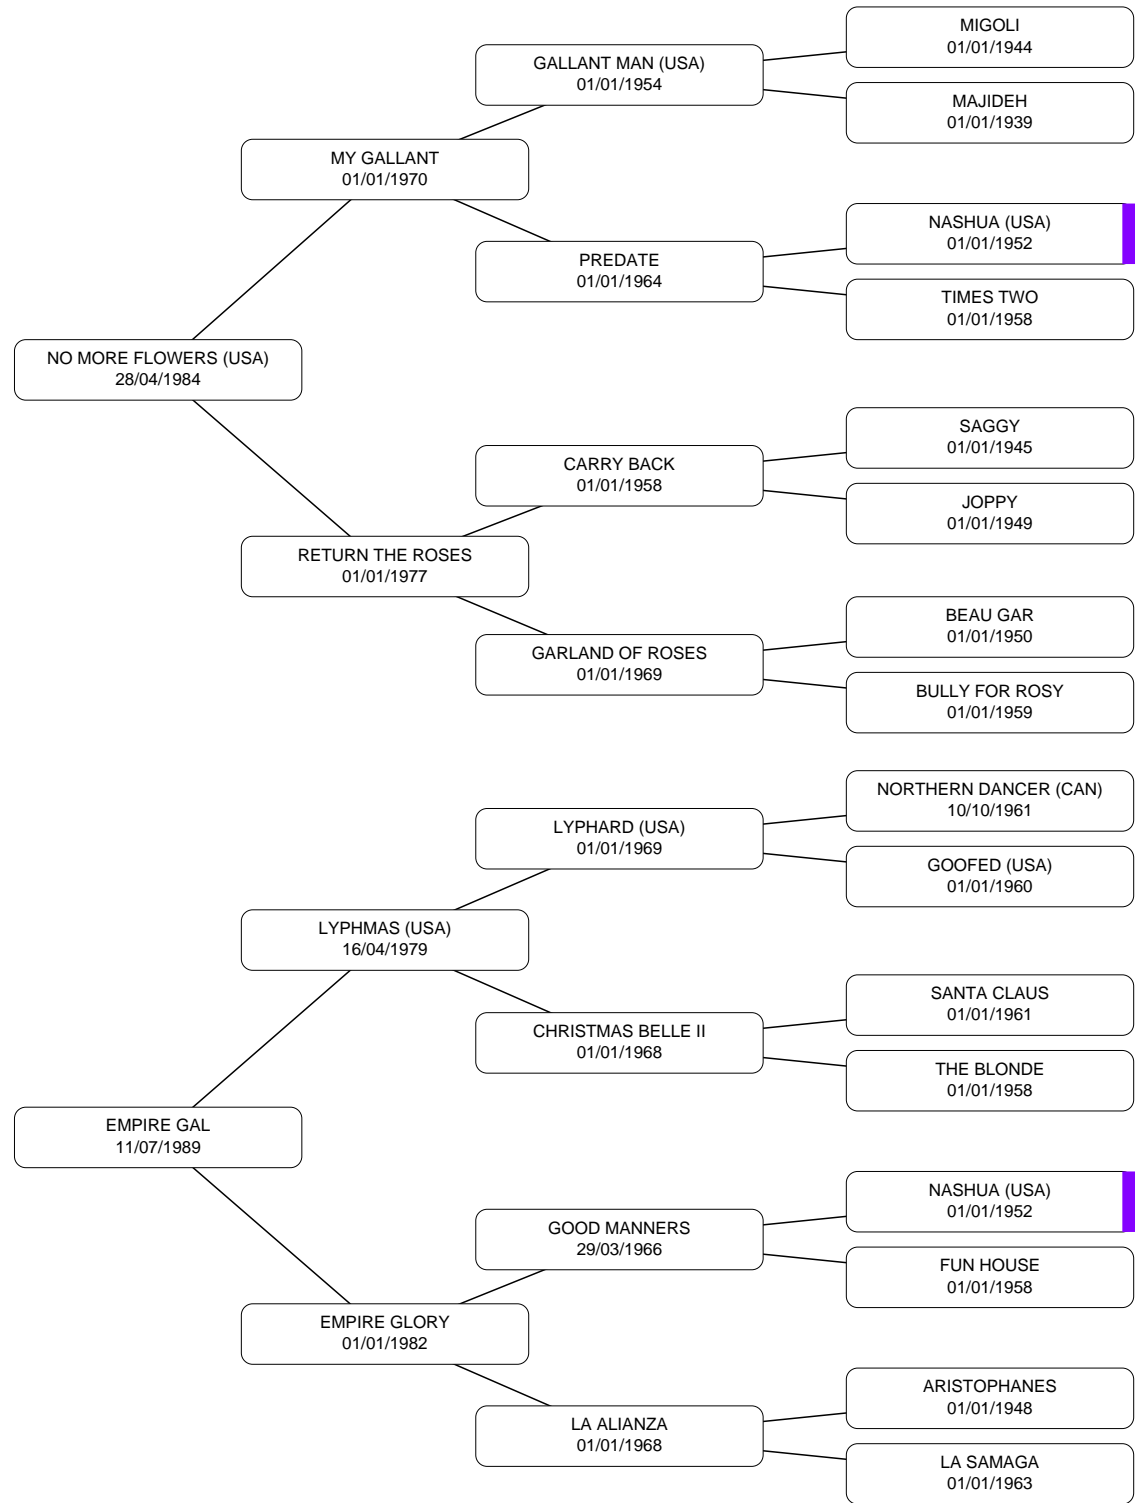 MIGOLI
01/01/1944
GALLANT MAN (USA)
01/01/1954
MAJIDEH
01/01/1939
MY GALLANT
01/01/1970
NASHUA (USA)
01/01/1952
PREDATE
01/01/1964
TIMES TWO
01/01/1958
NO MORE FLOWERS (USA)
28/04/1984
SAGGY
01/01/1945
CARRY BACK
01/01/1958
JOPPY
01/01/1949
RETURN THE ROSES
01/01/1977
BEAU GAR
01/01/1950
GARLAND OF ROSES
01/01/1969
BULLY FOR ROSY
01/01/1959
NORTHERN DANCER (CAN)
10/10/1961
LYPHARD (USA)
01/01/1969
GOOFED (USA)
01/01/1960
LYPHMAS (USA)
16/04/1979
SANTA CLAUS
01/01/1961
CHRISTMAS BELLE II
01/01/1968
THE BLONDE
01/01/1958
EMPIRE GAL
11/07/1989
NASHUA (USA)
01/01/1952
GOOD MANNERS
29/03/1966
FUN HOUSE
01/01/1958
EMPIRE GLORY
01/01/1982
ARISTOPHANES
01/01/1948
LA ALIANZA
01/01/1968
LA SAMAGA
01/01/1963